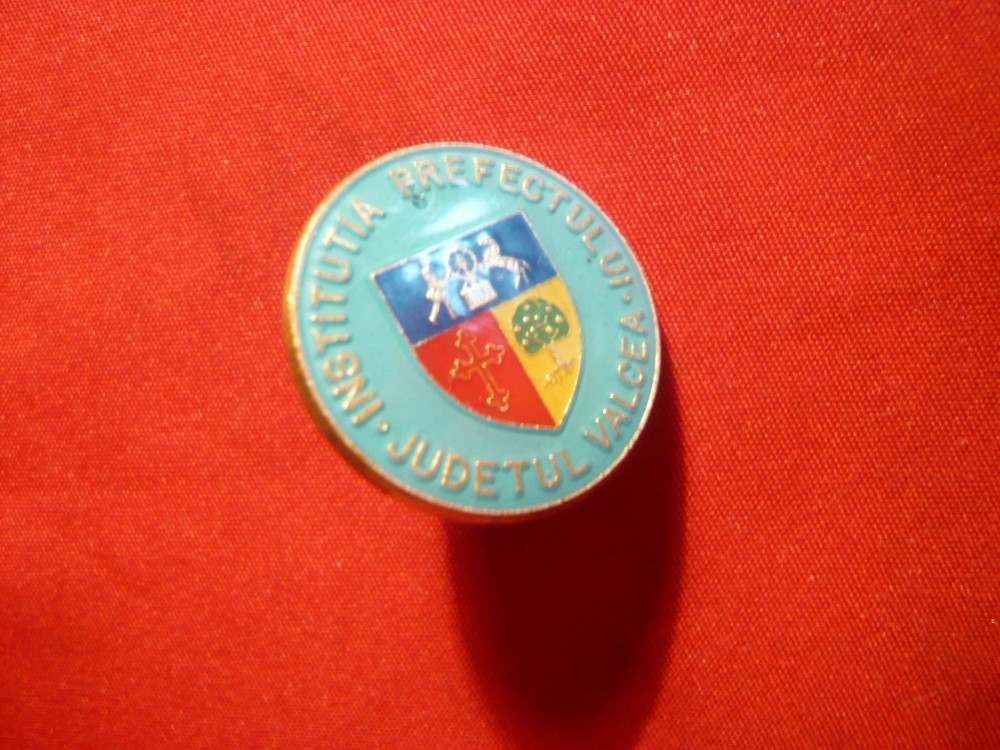 INSTITUTIA PREFECTULUI ·
JUDETUL VALCEA ·